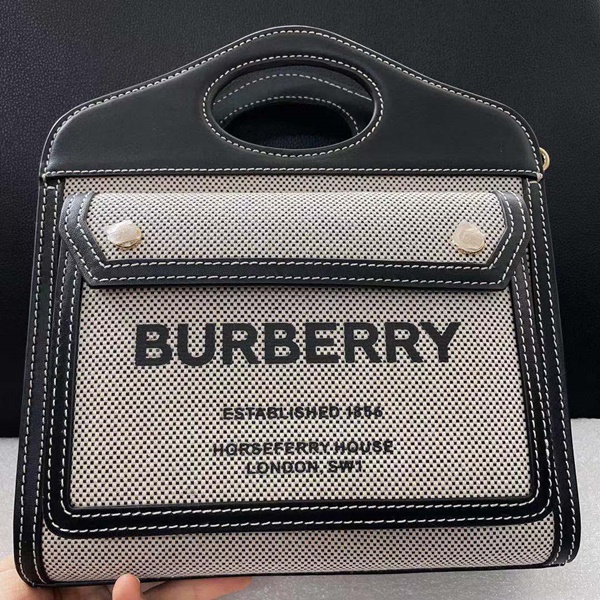 BURBERRY
ESTABLISHED 1856
HORSEFERRY HOUSE
LONDON SW1